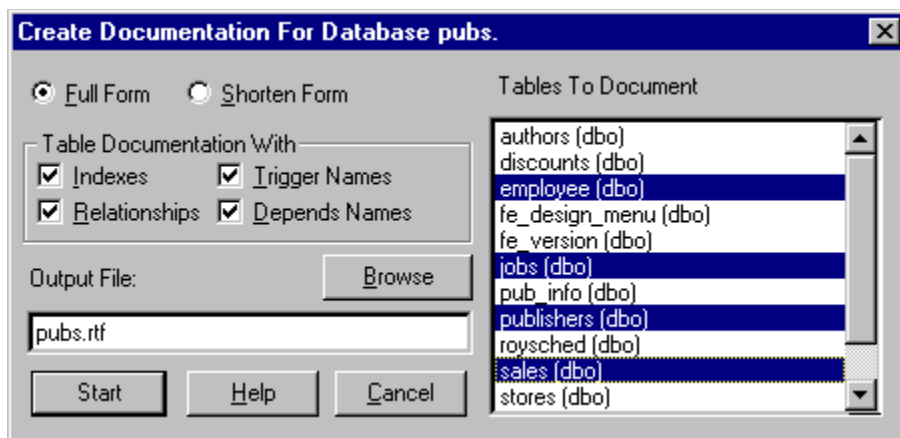 Create Documentation For Database pubs.
Full Form
Shorten Form
Table Documentation With
Indexes
Trigger Names
Relationships
Depends Names
Output File:
Browse
pubs.rtf
Start
Help
Cancel
Tables To Document
authors (dbo)
discounts (dbo)
employee (dbo)
fe_design_menu (dbo)
fe_version (dbo)
jobs (dbo)
pub_info (dbo)
publishers (dbo)
roysched (dbo)
sales (dbo)
stores (dbo)